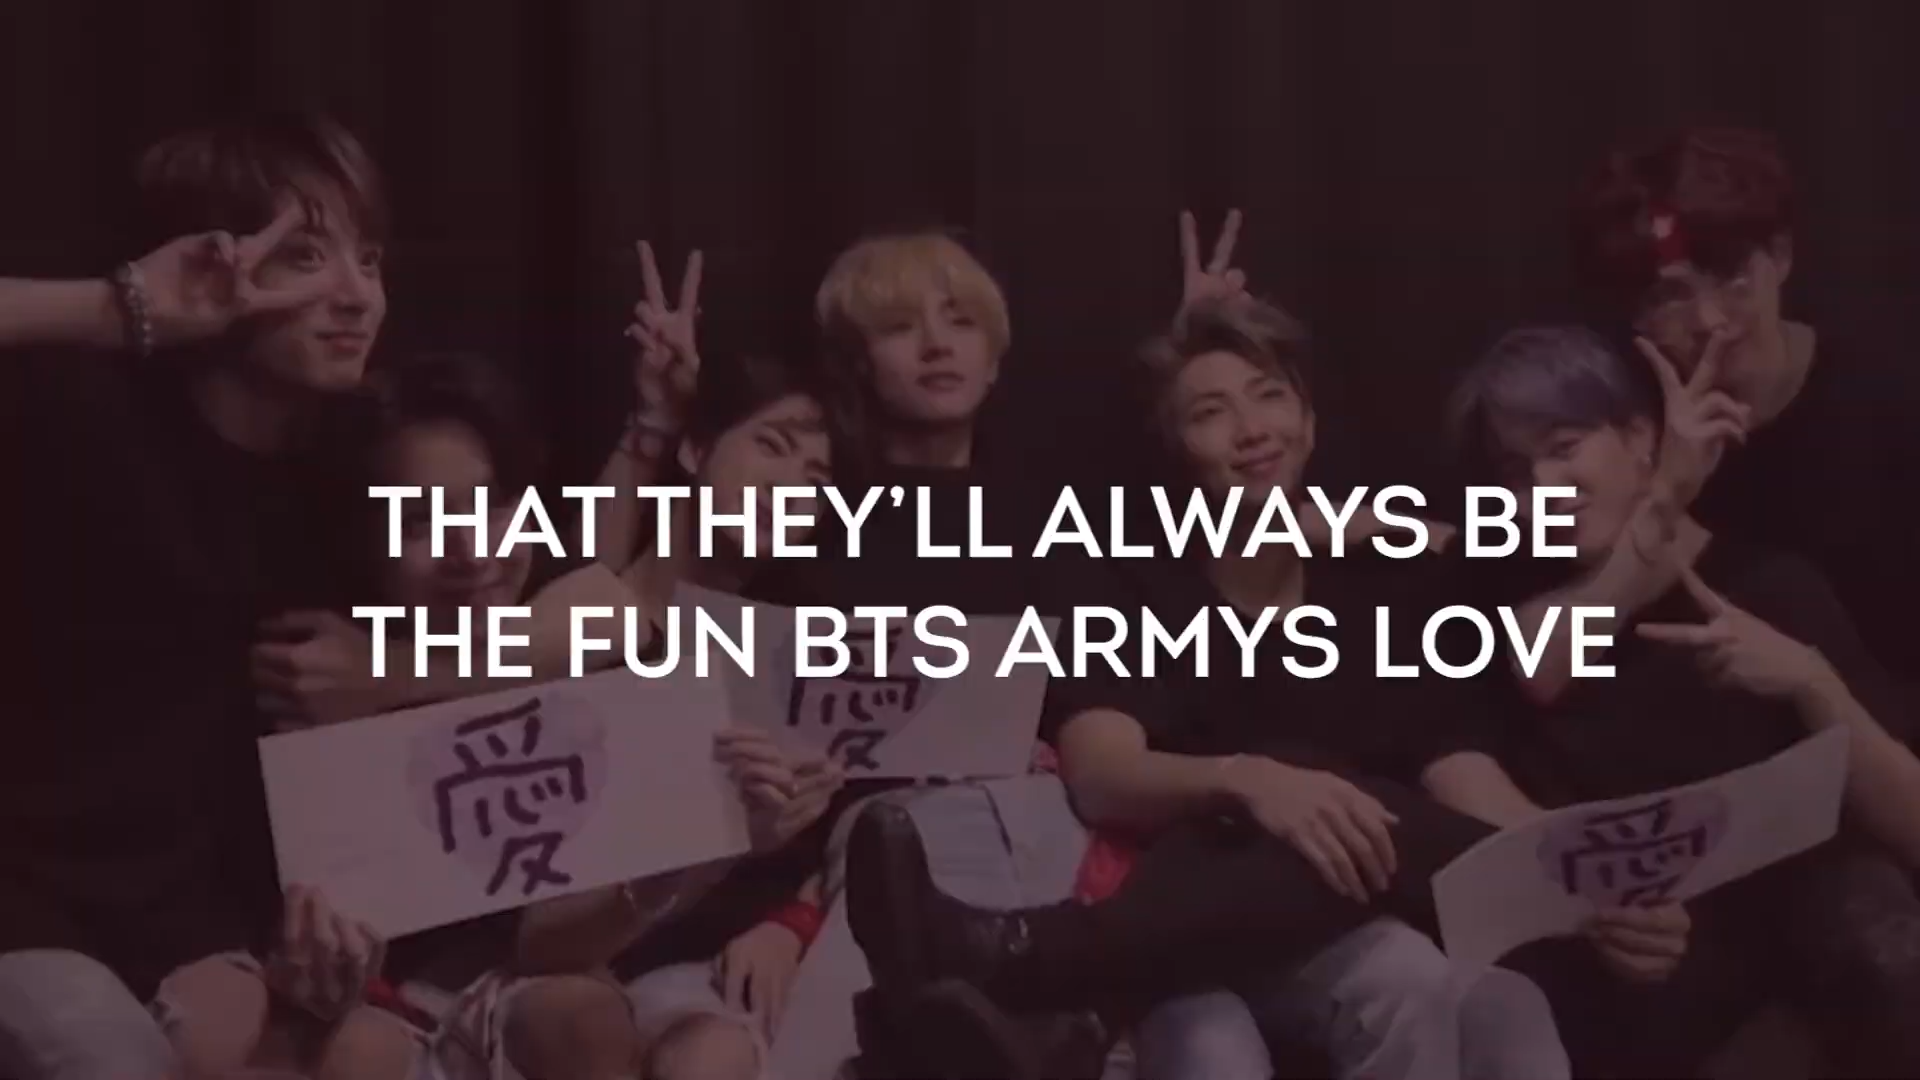 THAT THEY’LL ALWAYS BE
THE FUN BTS ARMYS LOVE
愛
愛
愛